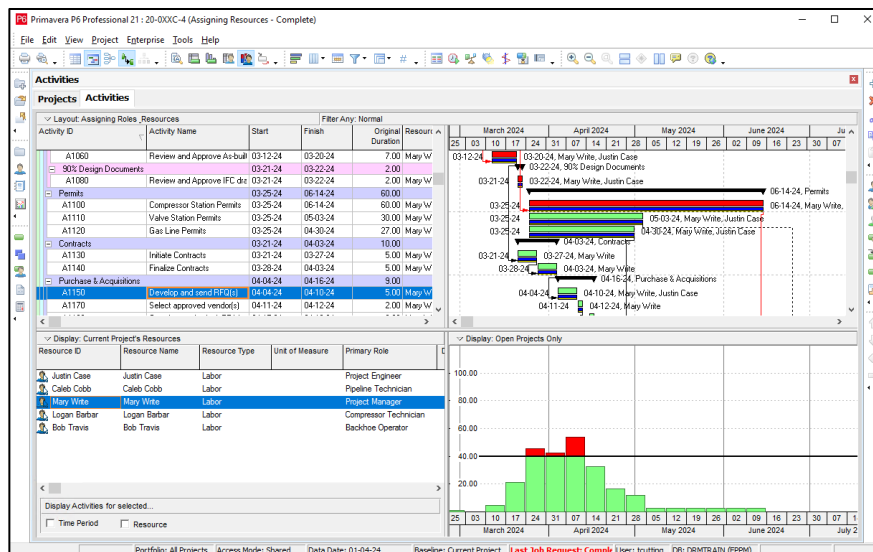 Primavera P6 Professional 21 : 20-0XXC-4 (Assigning Resources - Complete)
File Edit View Project Enterprise Tools Help
Activities
Projects Activities
Layout: Assigning Roles _Resources Filter Any: Normal
Activity ID Activity Name Start Finish Original Duration Resourc
A1060 Review and Approve As-buil 03-12-24 03-20-24 7.00 Mary W
90% Design Documents 03-21-24 03-22-24 2.00
A1080 Review and Approve IFC dra 03-21-24 03-22-24 2.00 Mary W
Permits 03-25-24 06-14-24 60.00
A1100 Compressor Station Permits 03-25-24 06-14-24 60.00 Mary W
A1110 Valve Station Permits 03-25-24 05-03-24 30.00 Mary W
A1120 Gas Line Permits 03-25-24 04-30-24 27.00 Mary W
Contracts 03-21-24 04-03-24 10.00
A1130 Initiate Contracts 03-21-24 03-27-24 5.00 Mary W
A1140 Finalize Contracts 03-28-24 04-03-24 5.00 Mary W
Purchase & Acquisitions 04-04-24 04-16-24 9.00
A1150 Develop and send RFQ(s) 04-04-24 04-10-24 5.00 Mary W
A1170 Select approved vendor(s) 04-11-24 04-12-24 2.00 Mary W
March 2024 April 2024 May 2024 June 2024 Ju
25 03 10 17 24 31 07 14 21 28 05 12 19 26 02 09 16 23 30 07
03-12-24 03-20-24, Mary Write, Justin Case
03-22-24, 90% Design Documents
03-21-24 03-22-24, Mary Write, Justin Case
06-14-24, Permits
03-25-24 06-14-24, Mary Write,
03-25-24 05-03-24, Mary Write, Justin Case
03-25-24 04-30-24, Mary Write, Justin Case
04-03-24, Contracts
03-21-24 03-27-24, Mary Write
03-28-24 04-03-24, Mary Write
04-16-24, Purchase & Acquisitions
04-04-24 04-10-24, Mary Write, Justin Case
04-11-24 04-12-24, Mary Write
Display: Current Project's Resources
Resource ID Resource Name Resource Type Unit of Measure Primary Role
Justin Case Justin Case Labor Project Engineer
Caleb Cobb Caleb Cobb Labor Pipeline Technician
Mary Write Mary Write Labor Project Manager
Logan Barbar Logan Barbar Labor Compressor Technician
Bob Travis Bob Travis Labor Backhoe Operator
Display Activities for selected...
Time Period Resource
Display: Open Projects Only
100.00
80.00
60.00
40.00
20.00
25 03 10 17 24 31 07 14 21 28 05 12 19 26 02 09 16 23 30 07 1
March 2024 April 2024 May 2024 June 2024 July 2
Portfolio: All Projects Access Mode: Shared Data Date: 01-04-24 Baseline: Current Project Last Job Request: Comple User: tcutting DB: DRMTRAIN (EPPM)